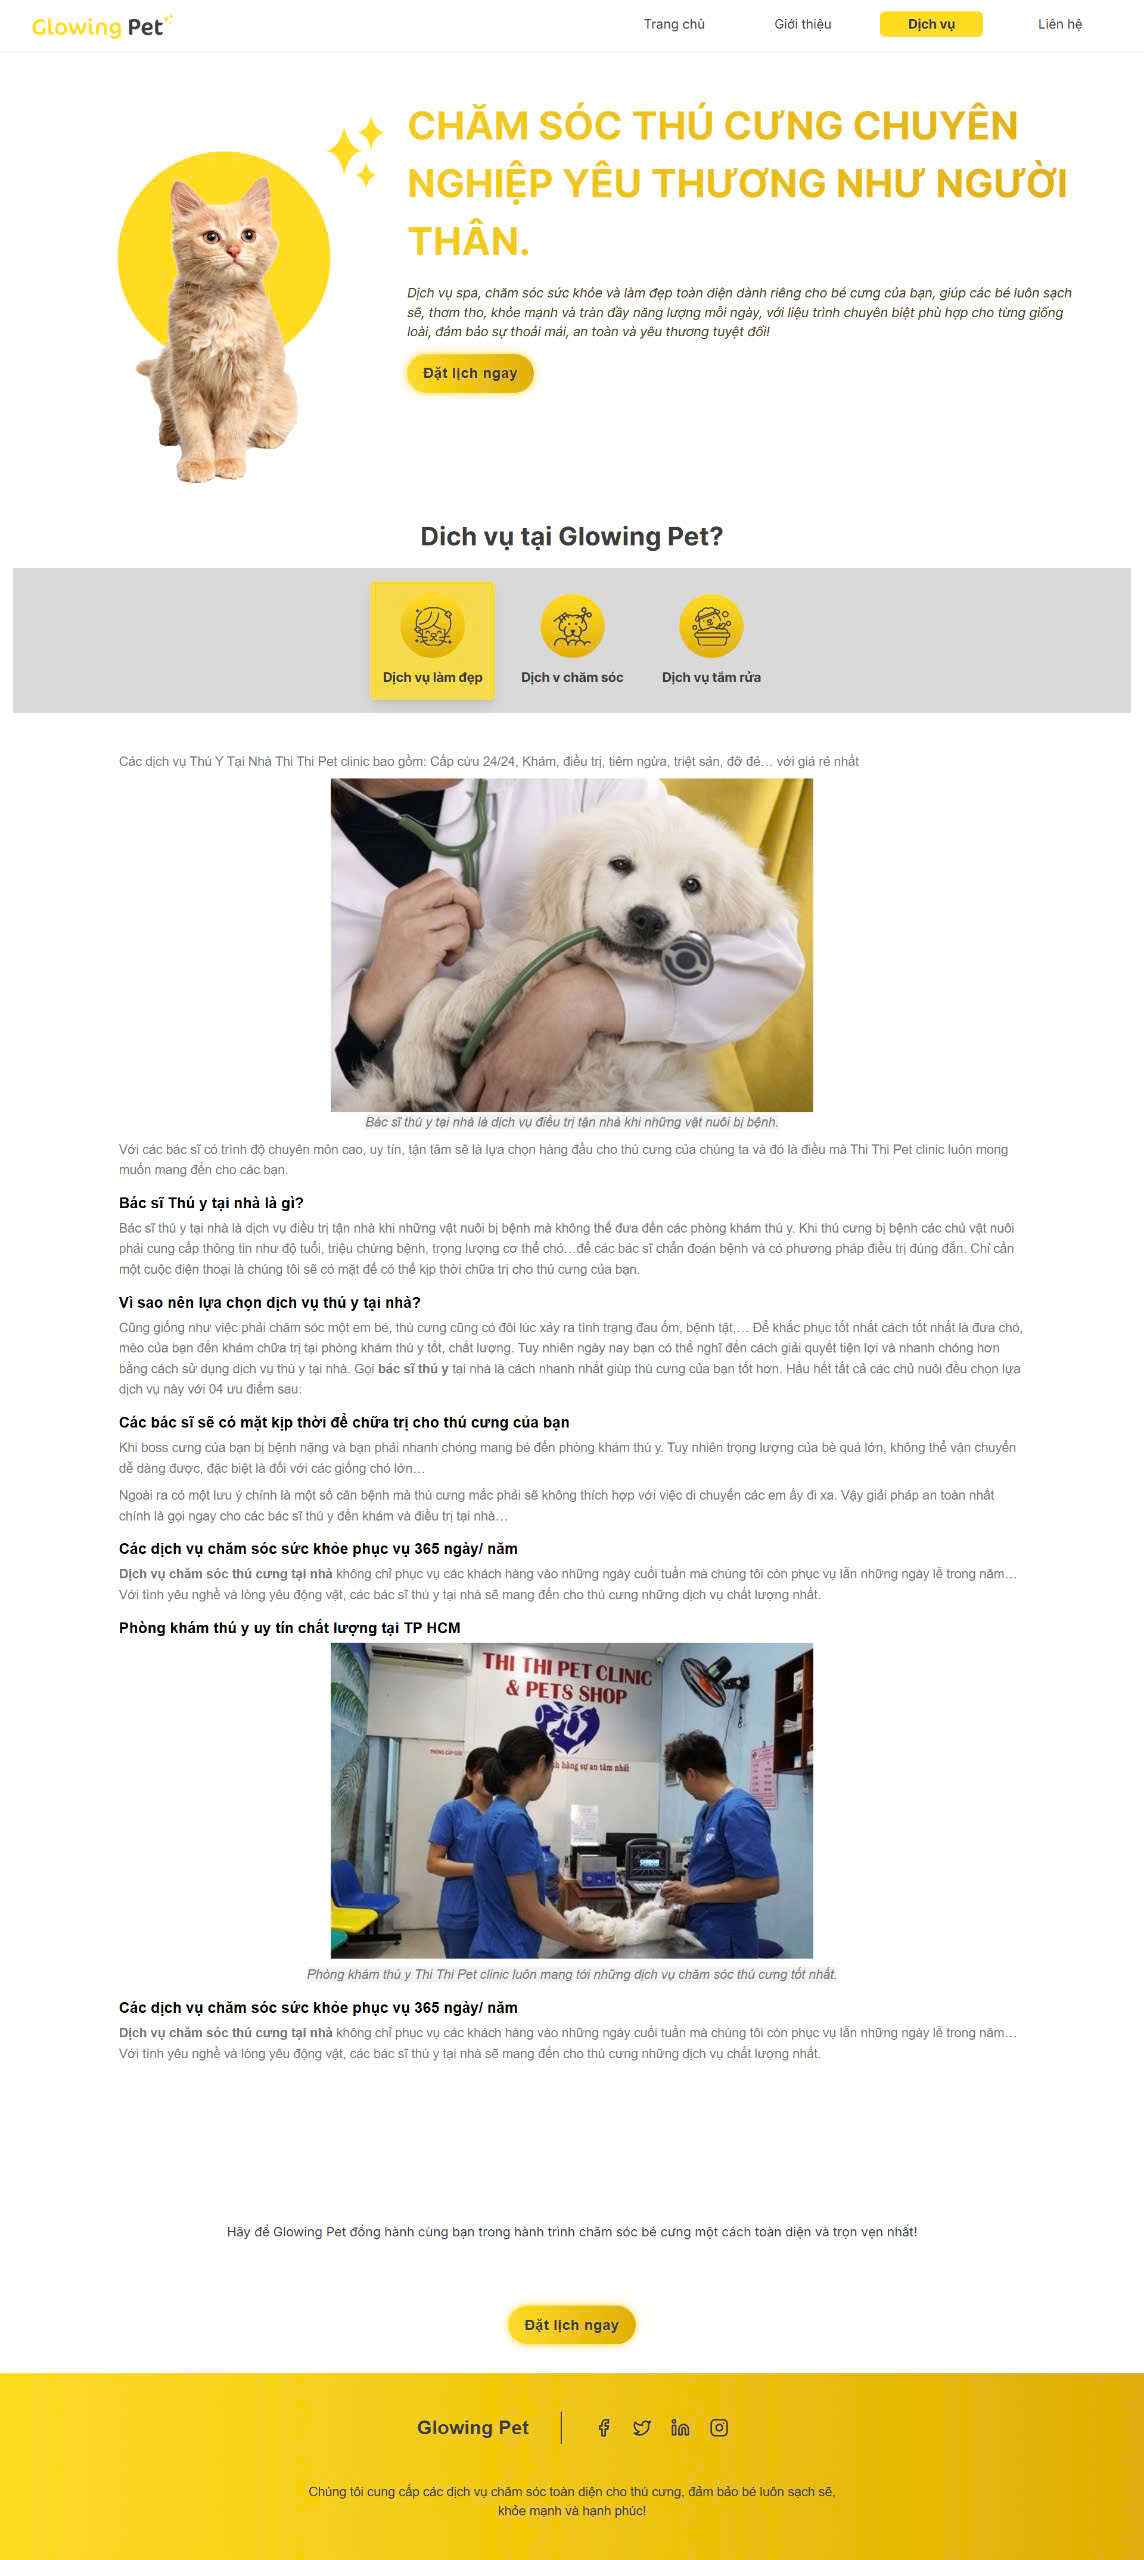 Glowing Pet
Trang chủ
Giới thiệu
Dịch vụ
Liên hệ
CHĂM SÓC THÚ CƯNG CHUYÊN
NGHIỆP YÊU THƯƠNG NHƯ NGƯỜI
THÂN.
Dịch vụ spa, chăm sóc sức khỏe và làm đẹp toàn diện dành riêng cho bé cưng của bạn, giúp các bé luôn sạch
sẽ, thơm tho, khỏe mạnh và tràn đầy năng lượng mỗi ngày, với liệu trình chuyên biệt phù hợp cho từng giống
loài, đảm bảo sự thoải mái, an toàn và yêu thương tuyệt đối!
Đặt lịch ngay
Dich vụ tại Glowing Pet?
Dịch vụ làm đẹp
Dịch v chăm sóc
Dịch vụ tắm rửa
Các dịch vụ Thú Y Tại Nhà Thi Thi Pet clinic bao gồm: Cấp cứu 24/24, Khám, điều trị, tiêm ngừa, triệt sản, đỡ đẻ… với giá rẻ nhất
Bác sĩ thú y tại nhà là dịch vụ điều trị tận nhà khi những vật nuôi bị bệnh.
Với các bác sĩ có trình độ chuyên môn cao, uy tín, tận tâm sẽ là lựa chọn hàng đầu cho thú cưng của chúng ta và đó là điều mà Thi Thi Pet clinic luôn mong
muốn mang đến cho các bạn.
Bác sĩ Thú y tại nhà là gì?
Bác sĩ thú y tại nhà là dịch vụ điều trị tận nhà khi những vật nuôi bị bệnh mà không thể đưa đến các phòng khám thú y. Khi thú cưng bị bệnh các chủ vật nuôi
phải cung cấp thông tin như độ tuổi, triệu chứng bệnh, trọng lượng cơ thể chó…để các bác sĩ chẩn đoán bệnh và có phương pháp điều trị đúng đắn. Chỉ cần
một cuộc điện thoại là chúng tôi sẽ có mặt để có thể kịp thời chữa trị cho thú cưng của bạn.
Vì sao nên lựa chọn dịch vụ thú y tại nhà?
Cũng giống như việc phải chăm sóc một em bé, thú cưng cũng có đôi lúc xảy ra tình trạng đau ốm, bệnh tật,… Để khắc phục tốt nhất cách tốt nhất là đưa chó,
mèo của bạn đến khám chữa trị tại phòng khám thú y tốt, chất lượng. Tuy nhiên ngày nay bạn có thể nghĩ đến cách giải quyết tiện lợi và nhanh chóng hơn
bằng cách sử dụng dịch vụ thú y tại nhà. Gọi bác sĩ thú y tại nhà là cách nhanh nhất giúp thú cưng của bạn tốt hơn. Hầu hết tất cả các chủ nuôi đều chọn lựa
dịch vụ này với 04 ưu điểm sau:
Các bác sĩ sẽ có mặt kịp thời để chữa trị cho thú cưng của bạn
Khi boss cưng của bạn bị bệnh nặng và bạn phải nhanh chóng mang bé đến phòng khám thú y. Tuy nhiên trọng lượng của bè quá lớn, không thể vận chuyển
dễ dàng được, đặc biệt là đối với các giống chó lớn…
Ngoài ra có một lưu ý chính là một số căn bệnh mà thú cưng mắc phải sẽ không thích hợp với việc di chuyển các em ấy đi xa. Vậy giải pháp an toàn nhất
chính là gọi ngay cho các bác sĩ thú y đến khám và điều trị tại nhà…
Các dịch vụ chăm sóc sức khỏe phục vụ 365 ngày/ năm
Dịch vụ chăm sóc thú cưng tại nhà không chỉ phục vụ các khách hàng vào những ngày cuối tuần mà chúng tôi còn phục vụ lẫn những ngày lễ trong năm…
Với tình yêu nghề và lòng yêu động vật, các bác sĩ thú y tại nhà sẽ mang đến cho thú cưng những dịch vụ chất lượng nhất.
Phòng khám thú y uy tín chất lượng tại TP HCM
THI THI PET CLINIC
& PETS SHOP
PHÒNG CẤP CỨU
h hàng sự an tâm nhất
Phòng khám thú y Thi Thi Pet clinic luôn mang tới những dịch vụ chăm sóc thú cưng tốt nhất.
Các dịch vụ chăm sóc sức khỏe phục vụ 365 ngày/ năm
Dịch vụ chăm sóc thú cưng tại nhà không chỉ phục vụ các khách hàng vào những ngày cuối tuần mà chúng tôi còn phục vụ lẫn những ngày lễ trong năm…
Với tình yêu nghề và lòng yêu động vật, các bác sĩ thú y tại nhà sẽ mang đến cho thú cưng những dịch vụ chất lượng nhất.
Hãy để Glowing Pet đồng hành cùng bạn trong hành trình chăm sóc bé cưng một cách toàn diện và trọn vẹn nhất!
Đặt lịch ngay
Glowing Pet
Chúng tôi cung cấp các dịch vụ chăm sóc toàn diện cho thú cưng, đảm bảo bé luôn sạch sẽ,
khỏe mạnh và hạnh phúc!